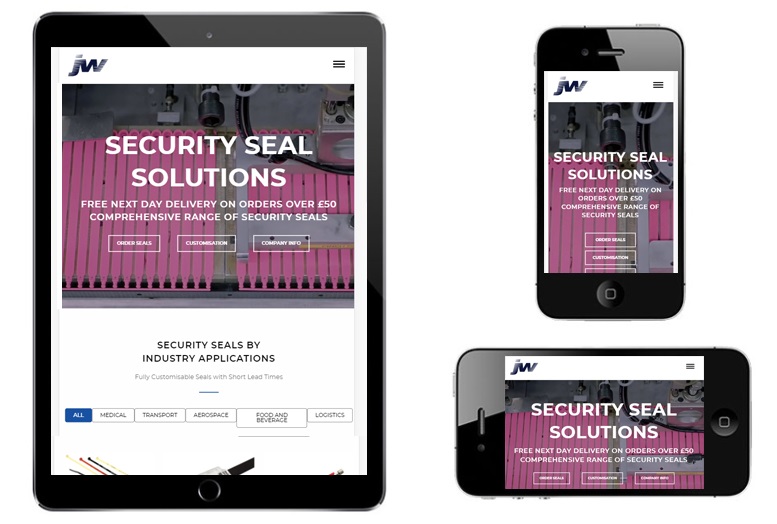 jw
SECURITY SEAL
SOLUTIONS
FREE NEXT DAY DELIVERY ON ORDERS OVER £50
COMPREHENSIVE RANGE OF SECURITY SEALS
ORDER SEALS
CUSTOMISATION
COMPANY INFO
SECURITY SEALS BY
INDUSTRY APPLICATIONS
Fully Customisable Seals with Short Lead Times
ALL
MEDICAL
TRANSPORT
AEROSPACE
FOOD AND
BEVERAGE
LOGISTICS
jw
SECURITY SEAL
SOLUTIONS
FREE NEXT DAY DELIVERY ON
ORDERS OVER £50
COMPREHENSIVE RANGE OF
SECURITY SEALS
ORDER SEALS
CUSTOMISATION
jw
SECURITY SEAL
SOLUTIONS
FREE NEXT DAY DELIVERY ON ORDERS OVER £50
COMPREHENSIVE RANGE OF SECURITY SEALS
ORDER SEALS
CUSTOMISATION
COMPANY INFO